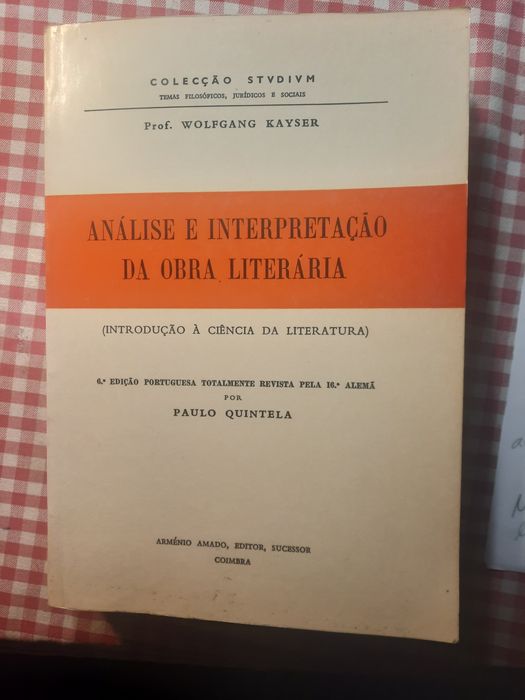 COLECÇÃO STVDIVM
TEMAS FILOSÓFICOS, JURÍDICOS E SOCIAIS
Prof. WOLFGANG KAYSER
ANÁLISE E INTERPRETAÇÃO
DA OBRA LITERÁRIA
(INTRODUÇÃO À CIÊNCIA DA LITERATURA)
6.ª EDIÇÃO PORTUGUESA TOTALMENTE REVISTA PELA 16.ª ALEMÃ
POR
PAULO QUINTELA
ARMÉNIO AMADO, EDITOR, SUCESSOR
COIMBRA